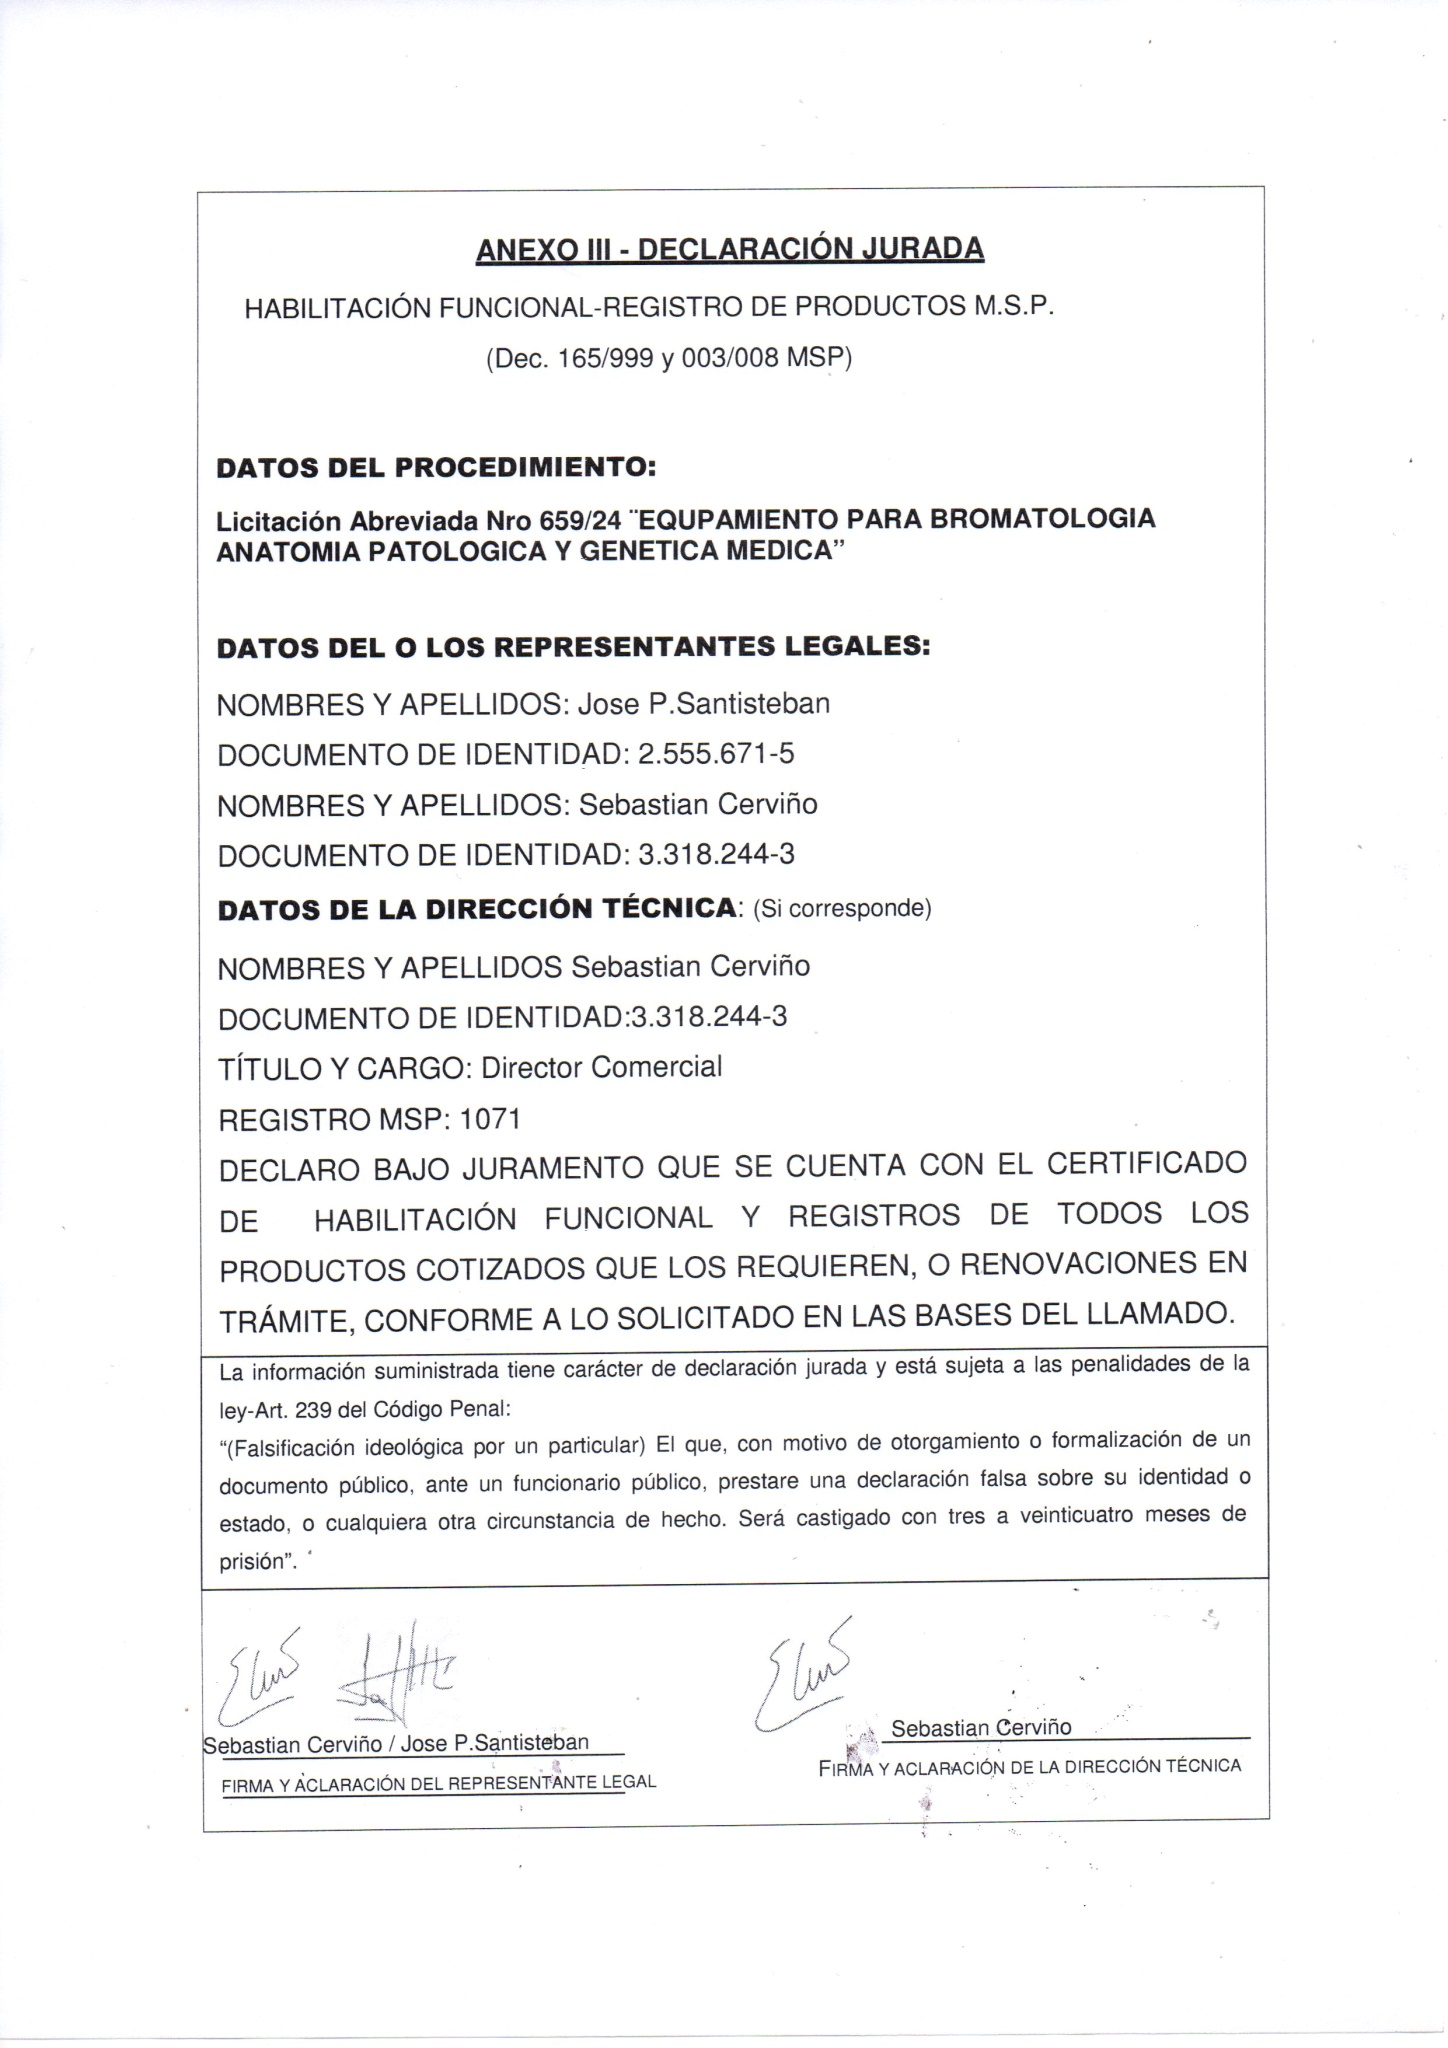 ANEXO III - DECLARACIÓN JURADA
HABILITACIÓN FUNCIONAL-REGISTRO DE PRODUCTOS M.S.P.
(Dec. 165/999 y 003/008 MSP)
DATOS DEL PROCEDIMIENTO:
Licitación Abreviada Nro 659/24 ¨EQUPAMIENTO PARA BROMATOLOGIA
ANATOMIA PATOLOGICA Y GENETICA MEDICA”
DATOS DEL O LOS REPRESENTANTES LEGALES:
NOMBRES Y APELLIDOS: Jose P.Santisteban
DOCUMENTO DE IDENTIDAD: 2.555.671-5
NOMBRES Y APELLIDOS: Sebastian Cerviño
DOCUMENTO DE IDENTIDAD: 3.318.244-3
DATOS DE LA DIRECCIÓN TÉCNICA: (Si corresponde)
NOMBRES Y APELLIDOS Sebastian Cerviño
DOCUMENTO DE IDENTIDAD:3.318.244-3
TÍTULO Y CARGO: Director Comercial
REGISTRO MSP: 1071
DECLARO BAJO JURAMENTO QUE SE CUENTA CON EL CERTIFICADO
DE HABILITACIÓN FUNCIONAL Y REGISTROS DE TODOS LOS
PRODUCTOS COTIZADOS QUE LOS REQUIEREN, O RENOVACIONES EN
TRÁMITE, CONFORME A LO SOLICITADO EN LAS BASES DEL LLAMADO.
La información suministrada tiene carácter de declaración jurada y está sujeta a las penalidades de la
ley-Art. 239 del Código Penal:
“(Falsificación ideológica por un particular) El que, con motivo de otorgamiento o formalización de un
documento público, ante un funcionario público, prestare una declaración falsa sobre su identidad o
estado, o cualquiera otra circunstancia de hecho. Será castigado con tres a veinticuatro meses de
prisión”.
Sebastian Cerviño / Jose P.Santisteban
FIRMA Y ACLARACIÓN DEL REPRESENTANTE LEGAL
Sebastian Cerviño
FIRMA Y ACLARACIÓN DE LA DIRECCIÓN TÉCNICA